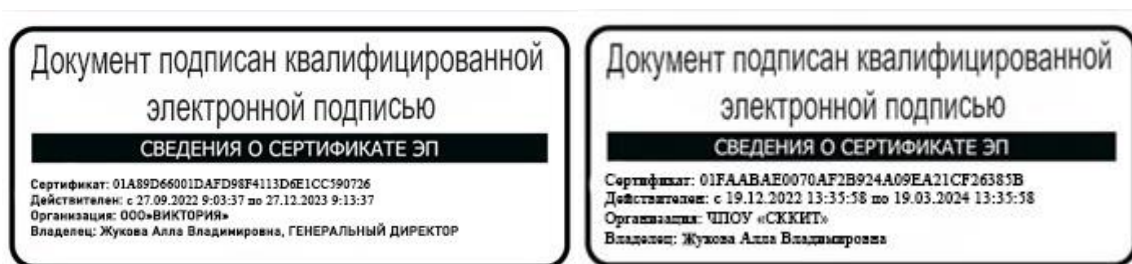 Документ подписан квалифицированной
электронной подписью
СВЕДЕНИЯ О СЕРТИФИКАТЕ ЭП
Сертификат: 01A89D66001DAFD98F4113D6E1CC590726
Действителен: с 27.09.2022 9:03:37 по 27.12.2023 9:13:37
Организация: ООО»ВИКТОРИЯ»
Владелец: Жукова Алла Владимировна, ГЕНЕРАЛЬНЫЙ ДИРЕКТОР
Документ подписан квалифицированной
электронной подписью
СВЕДЕНИЯ О СЕРТИФИКАТЕ ЭП
Сертификат: 01FAABAE0070AF2B924A09EA21CF26385B
Действителен: с 19.12.2022 13:35:58 по 19.03.2024 13:35:58
Организация: ЧПОУ «СККИТ»
Владелец: Жукова Алла Владимировна